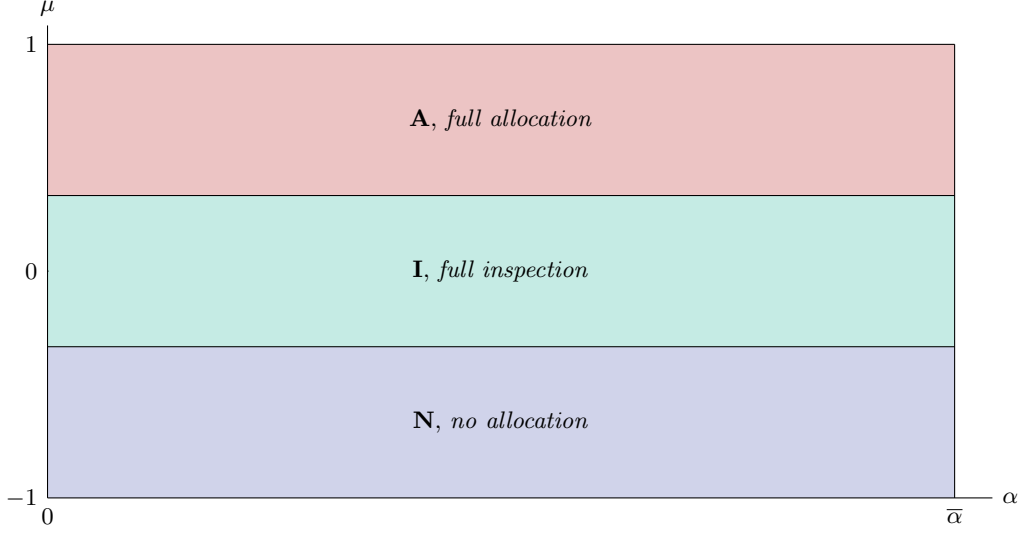 μ
1
A, full allocation
0
I, full inspection
N, no allocation
−1
α
0
α̅